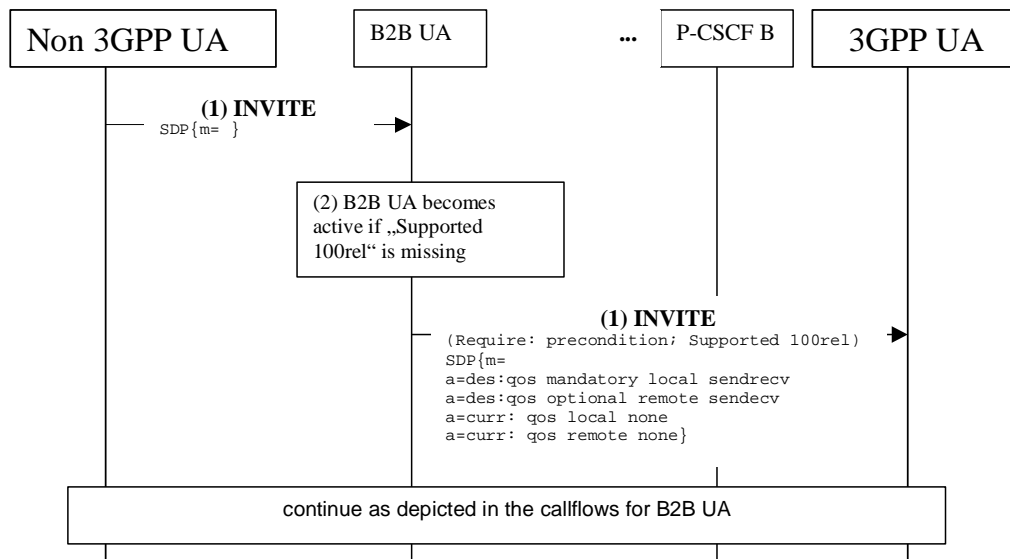 Non 3GPP UA
B2B UA
...
P-CSCF B
3GPP UA
(1) INVITE
SDP{m= }
(2) B2B UA becomes
active if „Supported
100rel“ is missing
(1) INVITE
(Require: precondition; Supported 100rel)
SDP{m=
a=des:qos mandatory local sendrecv
a=des:qos optional remote sendecv
a=curr: qos local none
a=curr: qos remote none}
continue as depicted in the callflows for B2B UA